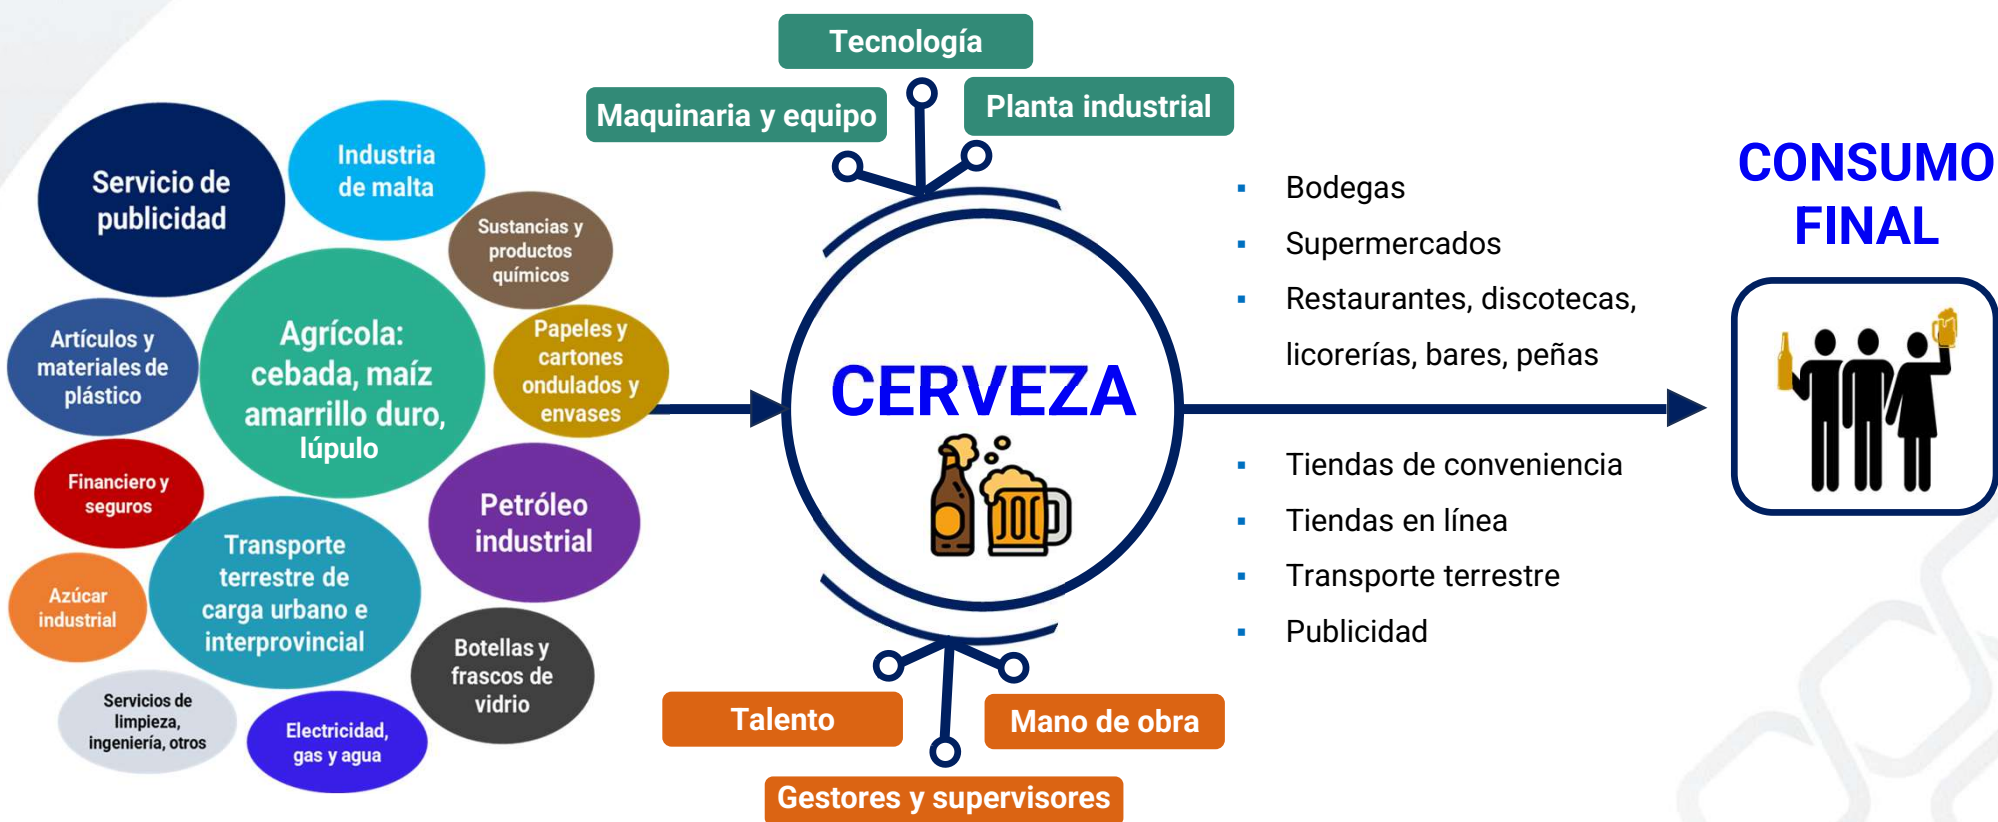 Tecnología
Maquinaria y equipo
Planta industrial
Servicio de
publicidad
Industria
de malta
Sustancias y
productos
químicos
Agrícola:
cebada, maíz
amarrillo duro,
lúpulo
Artículos y
materiales de
plástico
Papeles y
cartones
ondulados y
envases
Financiero y
seguros
Petróleo
industrial
Transporte
terrestre de
carga urbano e
interprovincial
Azúcar
industrial
Botellas y
frascos de
vidrio
Servicios de
limpieza,
ingeniería, otros
Electricidad,
gas y agua
CERVEZA
Talento
Mano de obra
Gestores y supervisores
▪ Bodegas
▪ Supermercados
▪ Restaurantes, discotecas,
licorerías, bares, peñas
▪ Tiendas de conveniencia
▪ Tiendas en línea
▪ Transporte terrestre
▪ Publicidad
CONSUMO
FINAL